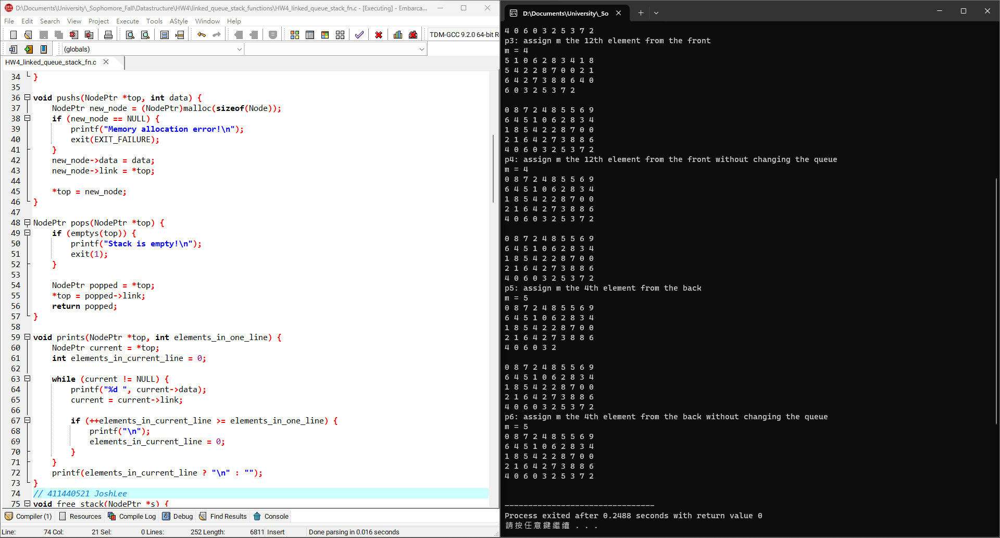 D:\Documents\University\_Sophomore_Fall\Datastructure\HW4\linked_queue_stack_functions\HW4_linked_queue_stack_fn.c - [Executing] - Embarca...
File Edit Search View Project Execute Tools AStyle Window Help
TDM-GCC 9.2.0 64-bit Re
(globals)
HW4_linked_queue_stack_fn.c
34 }
35
36 void pushs(NodePtr *top, int data) {
37 NodePtr new_node = (NodePtr)malloc(sizeof(Node));
38 if (new_node == NULL) {
39 printf("Memory allocation error!\n");
40 exit(EXIT_FAILURE);
41 }
42 new_node->data = data;
43 new_node->link = *top;
44
45 *top = new_node;
46 }
47
48 NodePtr pops(NodePtr *top) {
49 if (emptys(top)) {
50 printf("Stack is empty!\n");
51 exit(1);
52 }
53
54 NodePtr popped = *top;
55 *top = popped->link;
56 return popped;
57 }
58
59 void prints(NodePtr *top, int elements_in_one_line) {
60 NodePtr current = *top;
61 int elements_in_current_line = 0;
62
63 while (current != NULL) {
64 printf("%d ", current->data);
65 current = current->link;
66
67 if (++elements_in_current_line >= elements_in_one_line) {
68 printf("\n");
69 elements_in_current_line = 0;
70 }
71 }
72 printf(elements_in_current_line ? "\n" : "");
73 }
74 // 411440521 JoshLee
75 void free_stack(NodePtr *s) {
Compiler (1) Resources Compile Log Debug Find Results Console
Line: 74 Col: 21 Sel: 0 Lines: 252 Length: 6811 Insert Done parsing in 0.016 seconds
D:\Documents\University\_So
4 0 6 0 3 2 5 3 7 2
p3: assign m the 12th element from the front
m = 4
5 1 0 6 2 8 3 4 1 8
5 4 2 2 8 7 0 0 2 1
6 4 2 7 3 8 8 6 4 0
6 0 3 2 5 3 7 2
0 8 7 2 4 8 5 5 6 9
6 4 5 1 0 6 2 8 3 4
1 8 5 4 2 2 8 7 0 0
2 1 6 4 2 7 3 8 8 6
4 0 6 0 3 2 5 3 7 2
p4: assign m the 12th element from the front without changing the queue
m = 4
0 8 7 2 4 8 5 5 6 9
6 4 5 1 0 6 2 8 3 4
1 8 5 4 2 2 8 7 0 0
2 1 6 4 2 7 3 8 8 6
4 0 6 0 3 2 5 3 7 2
0 8 7 2 4 8 5 5 6 9
6 4 5 1 0 6 2 8 3 4
1 8 5 4 2 2 8 7 0 0
2 1 6 4 2 7 3 8 8 6
4 0 6 0 3 2 5 3 7 2
p5: assign m the 4th element from the back
m = 5
0 8 7 2 4 8 5 5 6 9
6 4 5 1 0 6 2 8 3 4
1 8 5 4 2 2 8 7 0 0
2 1 6 4 2 7 3 8 8 6
4 0 6 0 3 2
0 8 7 2 4 8 5 5 6 9
6 4 5 1 0 6 2 8 3 4
1 8 5 4 2 2 8 7 0 0
2 1 6 4 2 7 3 8 8 6
4 0 6 0 3 2 5 3 7 2
p6: assign m the 4th element from the back without changing the queue
m = 5
0 8 7 2 4 8 5 5 6 9
6 4 5 1 0 6 2 8 3 4
1 8 5 4 2 2 8 7 0 0
2 1 6 4 2 7 3 8 8 6
4 0 6 0 3 2 5 3 7 2
--------------------------------
Process exited after 0.2488 seconds with return value 0
請按任意鍵繼續 . . .